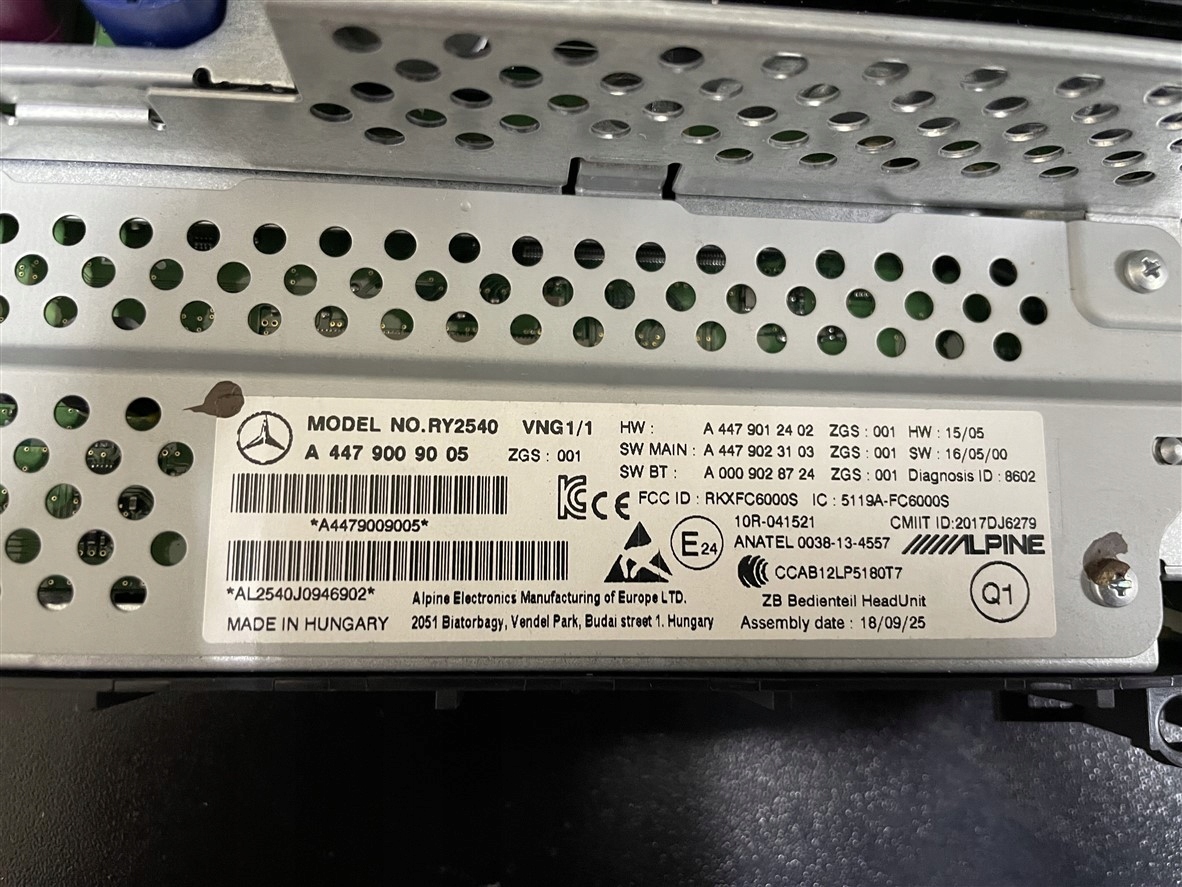 MODEL NO.RY2540 VNG1/1
A 447 900 90 05 ZGS : 001
*A4479009005*
*AL2540J0946902*
MADE IN HUNGARY
HW : A 447 901 24 02 ZGS : 001 HW : 15/05
SW MAIN : A 447 902 31 03 ZGS : 001 SW : 16/05/00
SW BT : A 000 902 87 24 ZGS : 001 Diagnosis ID : 8602
CE FCC ID : RKXFC6000S IC : 5119A-FC6000S
E24
10R-041521 CMIIT ID:2017DJ6279
ANATEL 0038-13-4557 ALPINE
CCAB12LP5180T7
Q1
Alpine Electronics Manufacturing of Europe LTD. ZB Bedienteil HeadUnit
2051 Biatorbagy, Vendel Park, Budai street 1. Hungary Assembly date : 18/09/25